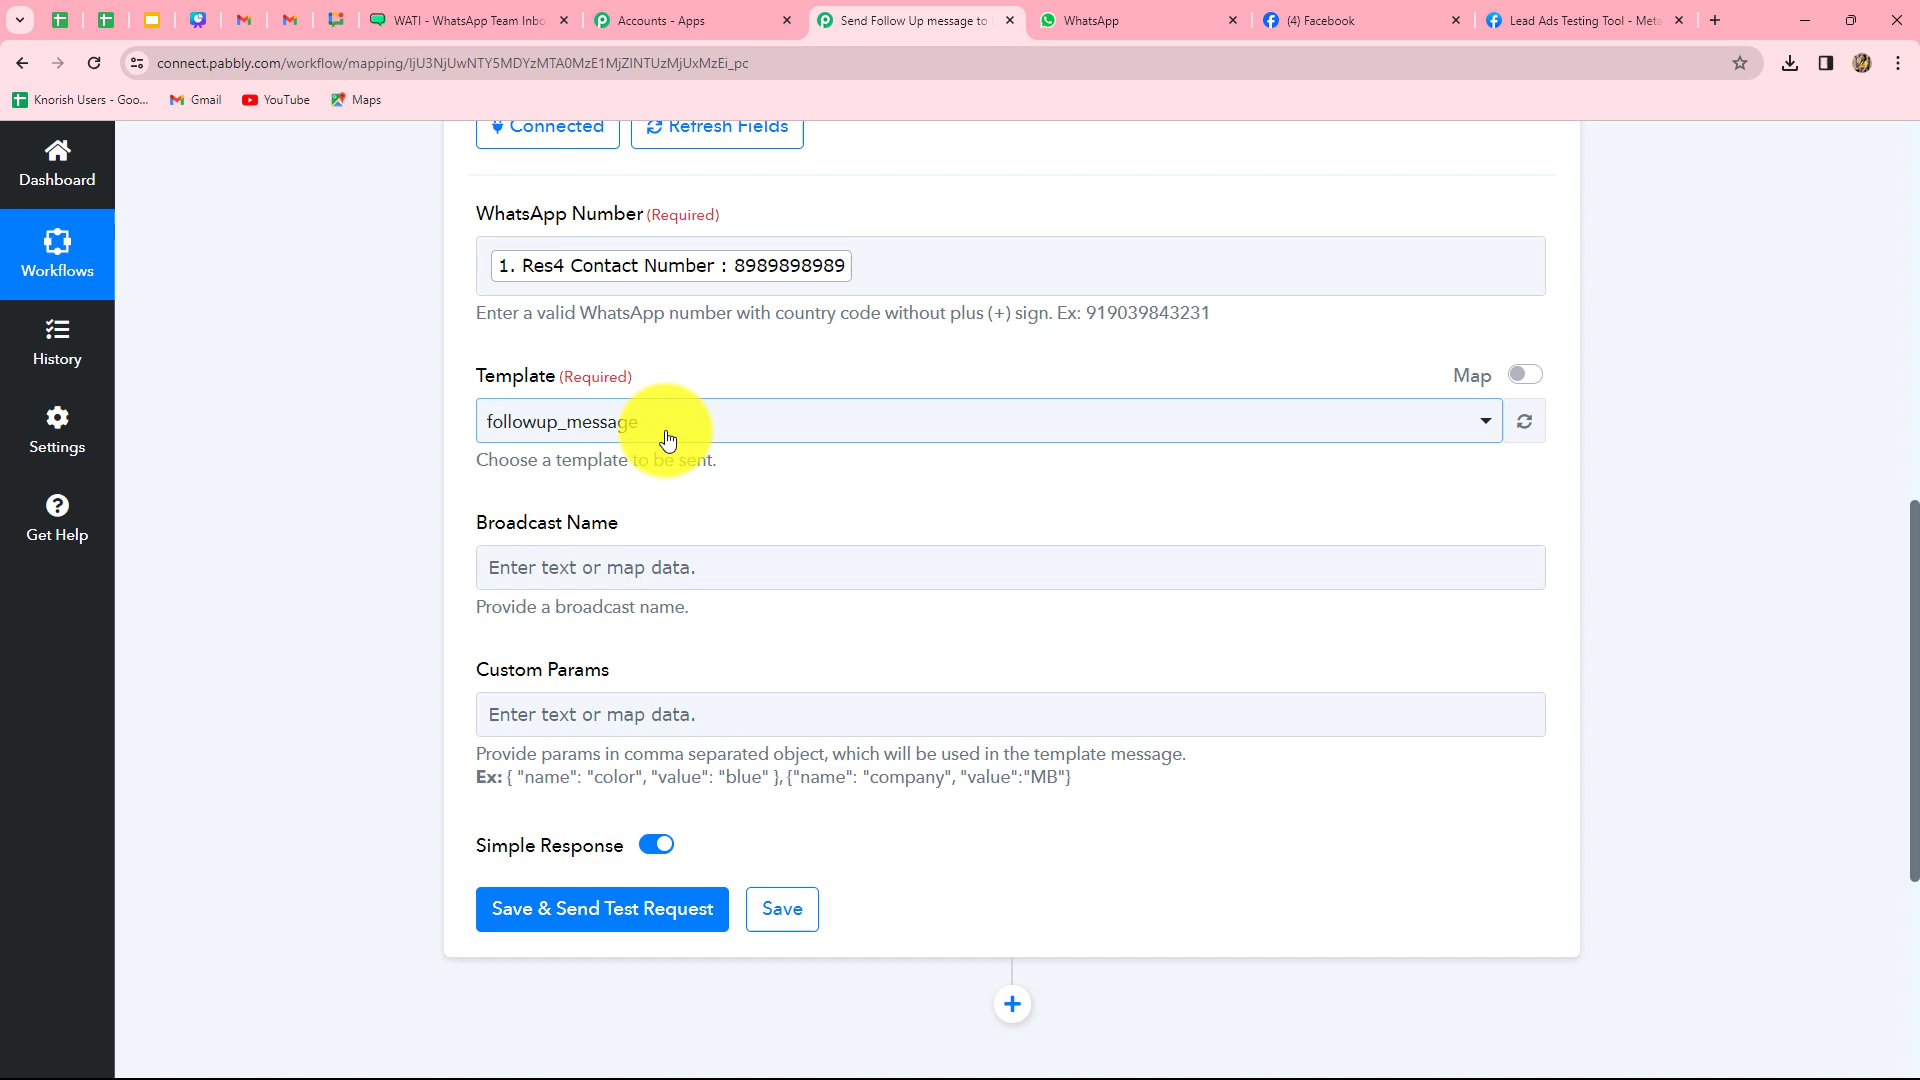 WATI - WhatsApp Team Inbo
Accounts - Apps
Send Follow Up message to
WhatsApp
(4) Facebook
Lead Ads Testing Tool - Meta
connect.pabbly.com/workflow/mapping/IjU3NjUwNTY5MDYzMTA0MzE1MjZlNTUzMjUxMzEi_pc
Knorish Users - Goo...
Gmail
YouTube
Maps
Dashboard
Workflows
History
Settings
Get Help
Connected
Refresh Fields
WhatsApp Number (Required)
1. Res4 Contact Number : 8989898989
Enter a valid WhatsApp number with country code without plus (+) sign. Ex: 919039843231
Template (Required)
Map
followup_message
Choose a template to be sent.
Broadcast Name
Enter text or map data.
Provide a broadcast name.
Custom Params
Enter text or map data.
Provide params in comma separated object, which will be used in the template message.
Ex: { "name": "color", "value": "blue" }, {"name": "company", "value":"MB"}
Simple Response
Save & Send Test Request
Save